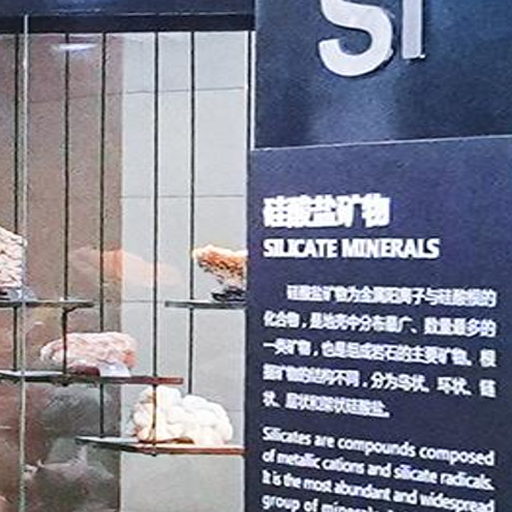 Si
硅酸盐矿物
SILICATE MINERALS
硅酸盐矿物为金属阳离子与硅酸根的
化合物，是地壳中分布最广、数量最多的
一类矿物，也是组成岩石的主要矿物。根
据矿物的结构不同，分为岛状、环状、链
状、层状和架状硅酸盐。
Silicates are compounds composed
of metallic cations and silicate radicals.
It is the most abundant and widespread
group of minerals